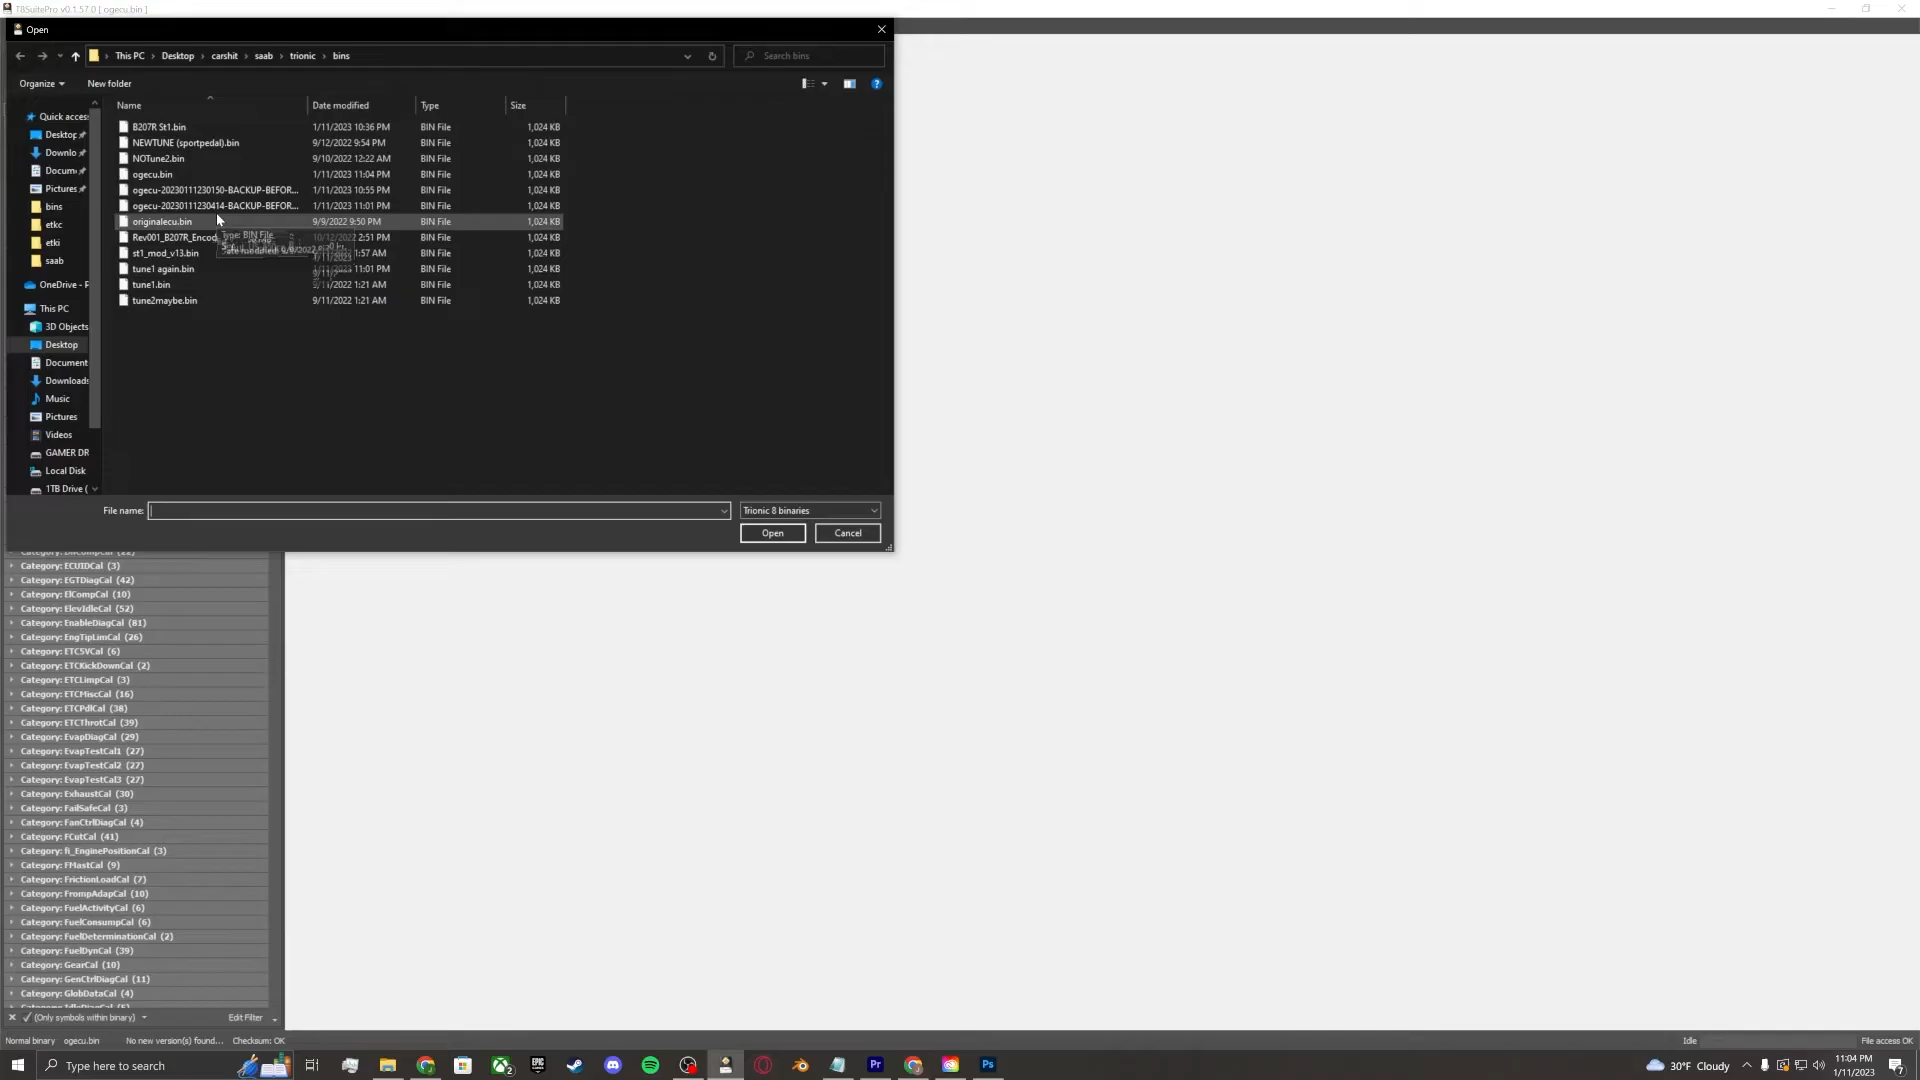 TBSuitePro v0.1.57.0 [ ogecu.bin ]
Open
This PC > Desktop > carshit > saab > trionic > bins
Search bins
Organize
New folder
Name
Date modified
Type
Size
B207R St1.bin 1/11/2023 10:36 PM BIN File 1,024 KB
NEWTUNE (sportpedal).bin 9/12/2022 9:54 PM BIN File 1,024 KB
NOTune2.bin 9/10/2022 12:22 AM BIN File 1,024 KB
ogecu.bin 1/11/2023 11:04 PM BIN File 1,024 KB
ogecu-20230111230150-BACKUP-BEFOR... 1/11/2023 10:55 PM BIN File 1,024 KB
ogecu-20230111230414-BACKUP-BEFOR... 1/11/2023 11:01 PM BIN File 1,024 KB
originalecu.bin 9/9/2022 9:50 PM BIN File 1,024 KB
Rev001_B207R_Encod 10/12/2022 2:51 PM BIN File 1,024 KB
st1_mod_v13.bin 1:57 AM BIN File 1,024 KB
tune1 again.bin 11:01 PM BIN File 1,024 KB
tune1.bin 9/11/2022 1:21 AM BIN File 1,024 KB
tune2maybe.bin 9/11/2022 1:21 AM BIN File 1,024 KB
Type: BIN File
Quick access
Desktop
Downlo
Docum
Pictures
bins
etkc
etki
saab
OneDrive - P
This PC
3D Objects
Desktop
Document
Downloads
Music
Pictures
Videos
GAMER DR
Local Disk
1TB Drive (
File name:
Trionic 8 binaries
Open
Cancel
Category: ECUIDCal (3)
Category: EGTDiagCal (42)
Category: ElCompCal (10)
Category: ElevIdleCal (52)
Category: EnableDiagCal (81)
Category: EngTipLimCal (26)
Category: ETC5VCal (6)
Category: ETCKickDownCal (2)
Category: ETCLimpCal (3)
Category: ETCMiscCal (16)
Category: ETCPdlCal (38)
Category: ETCThrotCal (39)
Category: EvapDiagCal (29)
Category: EvapTestCal1 (27)
Category: EvapTestCal2 (27)
Category: EvapTestCal3 (27)
Category: ExhaustCal (30)
Category: FailSafeCal (3)
Category: FanCtrlDiagCal (4)
Category: FCutCal (41)
Category: fi_EnginePositionCal (3)
Category: FMastCal (9)
Category: FrictionLoadCal (7)
Category: FrompAdapCal (10)
Category: FuelActivityCal (6)
Category: FuelConsumpCal (6)
Category: FuelDeterminationCal (2)
Category: FuelDynCal (39)
Category: GearCal (10)
Category: GenCtrlDiagCal (11)
Category: GlobDataCal (4)
(Only symbols within binary)
Edit Filter
Normal binary ogecu.bin No new version(s) found... Checksum: OK
Idle
File access OK
Type here to search
30°F Cloudy
11:04 PM
1/11/2023